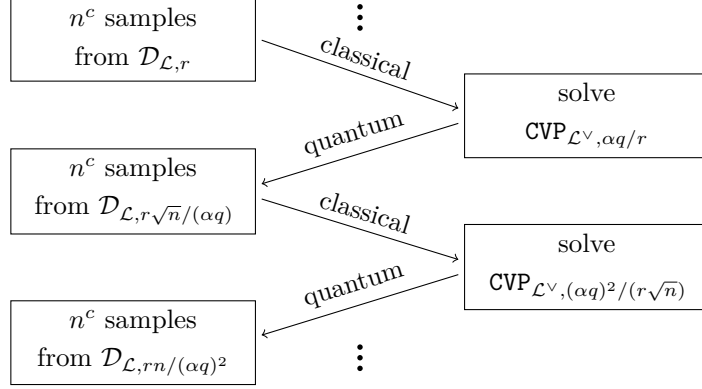 ⋮
n^c samples
from 𝒟_{ℒ,r}
classical
solve
CVP_{ℒ^∨,αq/r}
quantum
n^c samples
from 𝒟_{ℒ,r√n/(αq)}
classical
solve
CVP_{ℒ^∨,(αq)^2/(r√n)}
quantum
n^c samples
from 𝒟_{ℒ,rn/(αq)^2}
⋮